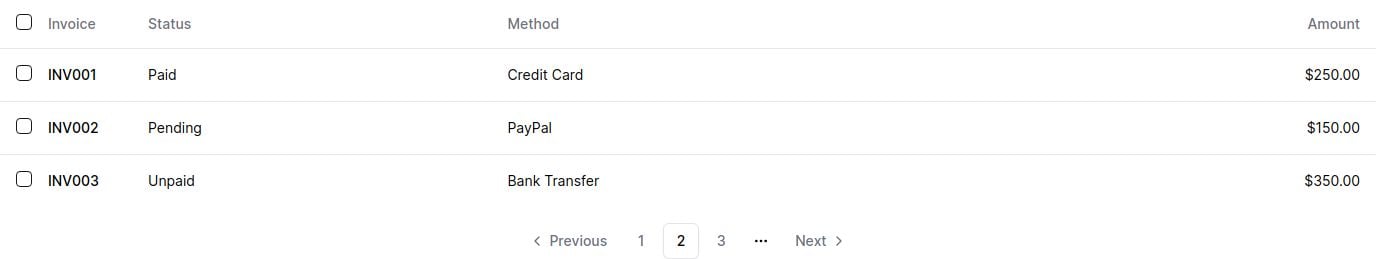 Invoice Status Method Amount
INV001 Paid Credit Card $250.00
INV002 Pending PayPal $150.00
INV003 Unpaid Bank Transfer $350.00
Previous 1 2 3 ··· Next